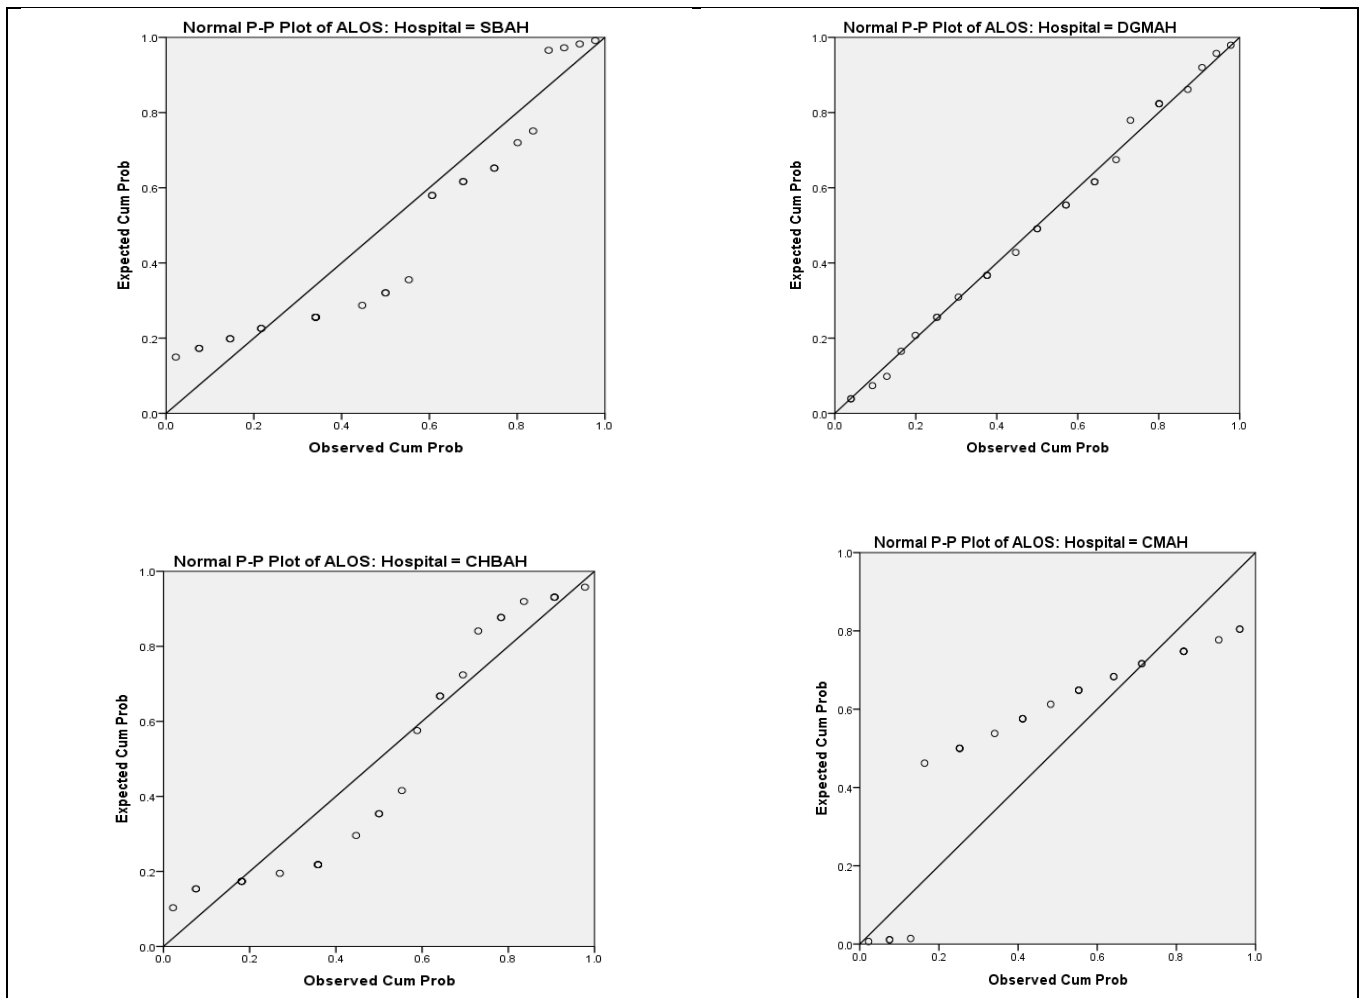 Normal P-P Plot of ALOS: Hospital = SBAH
Expected Cum Prob
1.0
0.8
0.6
0.4
0.2
0.0
0.0 0.2 0.4 0.6 0.8 1.0
Observed Cum Prob
Normal P-P Plot of ALOS: Hospital = DGMAH
Expected Cum Prob
1.0
0.8
0.6
0.4
0.2
0.0
0.0 0.2 0.4 0.6 0.8 1.0
Observed Cum Prob
Normal P-P Plot of ALOS: Hospital = CHBAH
Expected Cum Prob
1.0
0.8
0.6
0.4
0.2
0.0
0.0 0.2 0.4 0.6 0.8 1.0
Observed Cum Prob
Normal P-P Plot of ALOS: Hospital = CMAH
Expected Cum Prob
1.0
0.8
0.6
0.4
0.2
0.0
0.0 0.2 0.4 0.6 0.8 1.0
Observed Cum Prob